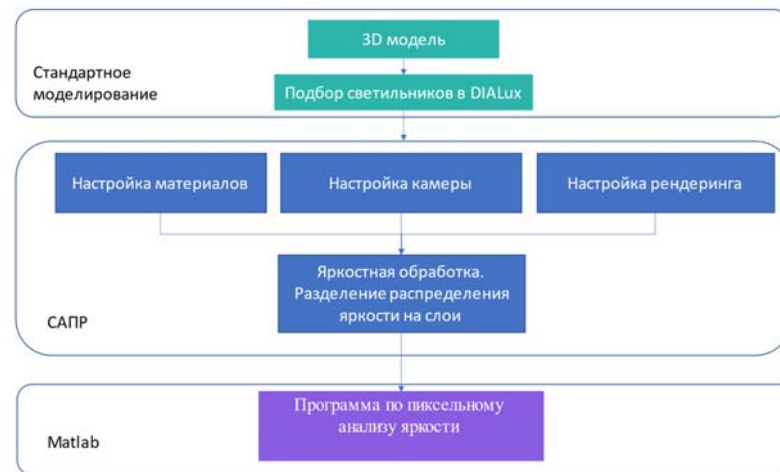 3D модель
Стандартное
моделирование
Подбор светильников в DIALux
Настройка материалов
Настройка камеры
Настройка рендеринга
Яркостная обработка.
Разделение распределения
яркости на слои
САПР
Программа по пиксельному
анализу яркости
Matlab